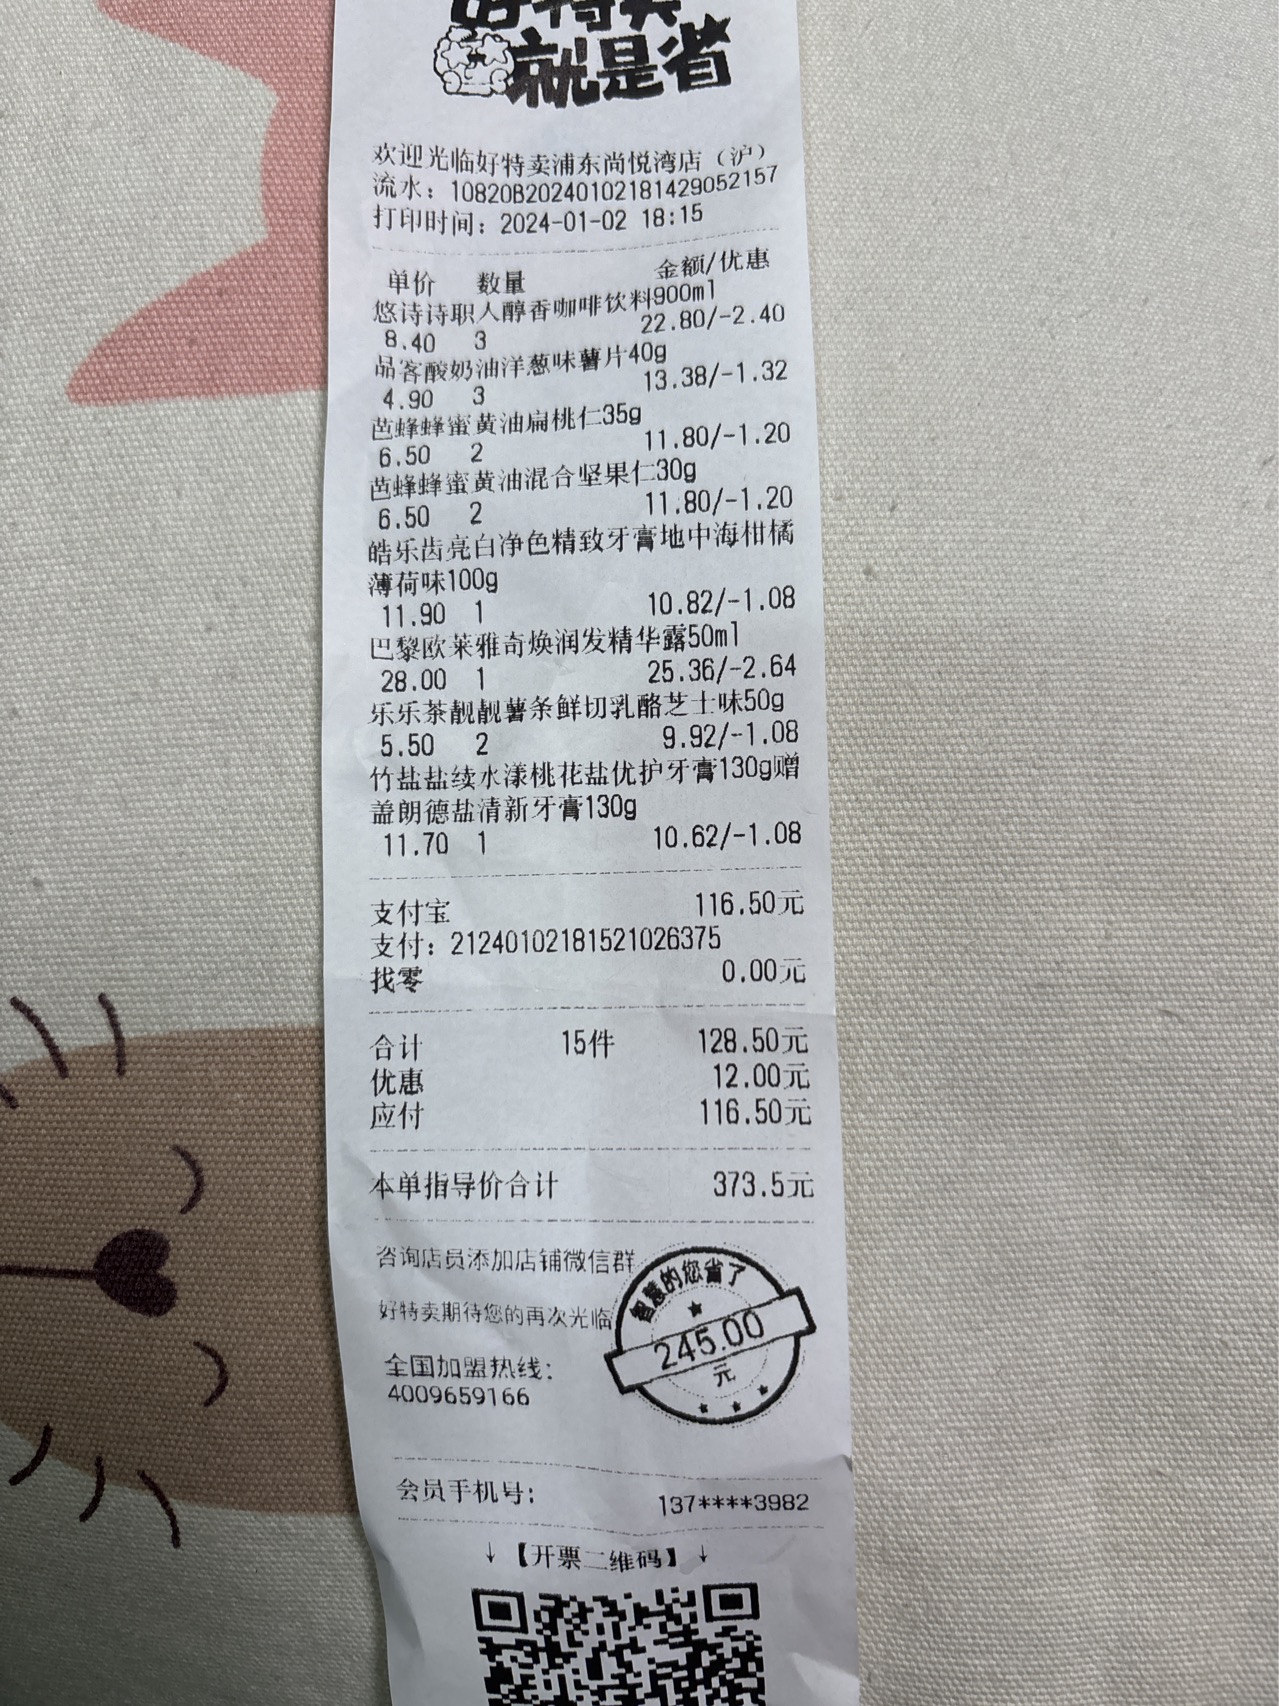 好特卖
就是省
欢迎光临好特卖浦东尚悦湾店（沪）
流水：10820B20240102181429052157
打印时间：2024-01-02 18:15
单价 数量 金额/优惠
悠诗诗职人醇香咖啡饮料900ml
8.40 3 22.80/-2.40
品客酸奶油洋葱味薯片40g
4.90 3 13.38/-1.32
芭蜂蜂蜜黄油扁桃仁35g
6.50 2 11.80/-1.20
芭蜂蜂蜜黄油混合坚果仁30g
6.50 2 11.80/-1.20
皓乐齿亮白净色精致牙膏地中海柑橘
薄荷味100g
11.90 1 10.82/-1.08
巴黎欧莱雅奇焕润发精华露50ml
28.00 1 25.36/-2.64
乐乐茶靓靓薯条鲜切乳酪芝士味50g
5.50 2 9.92/-1.08
竹盐盐续水漾桃花盐优护牙膏130g赠
盖朗德盐清新牙膏130g
11.70 1 10.62/-1.08
支付宝 116.50元
支付：21240102181521026375
找零 0.00元
合计 15件 128.50元
优惠 12.00元
应付 116.50元
本单指导价合计 373.5元
咨询店员添加店铺微信群
好特卖期待您的再次光临
智慧的您省了
245.00
元
全国加盟热线：
4009659166
会员手机号： 137****3982
↓【开票二维码】↓